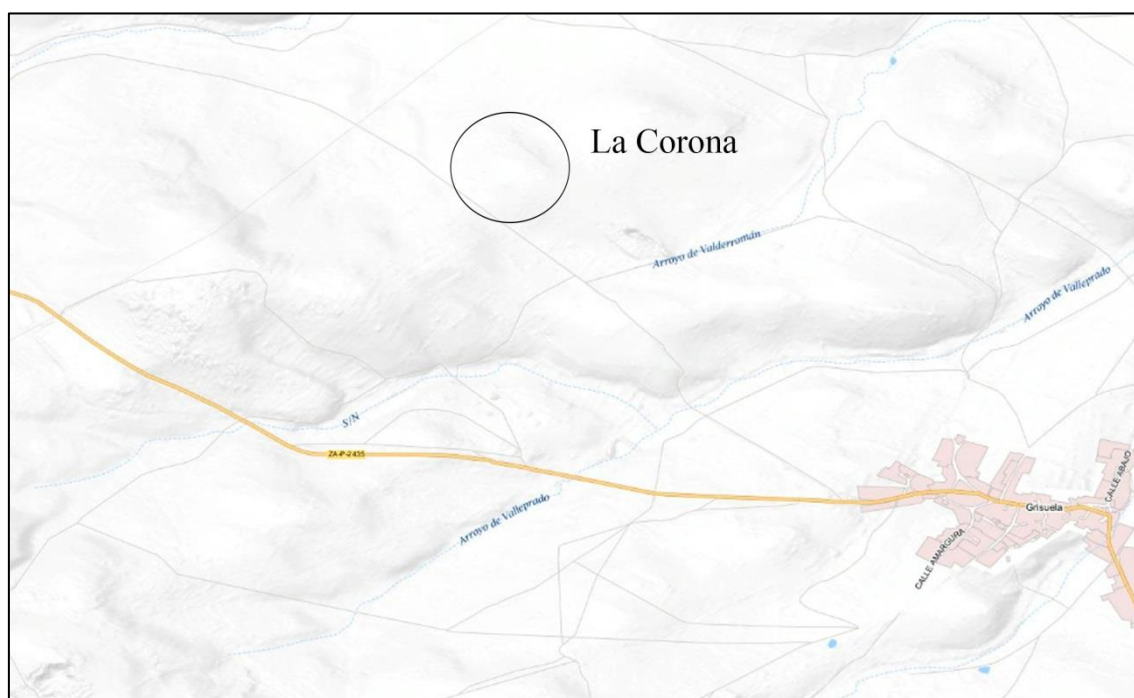 La Corona
Arroyo de Valderromán
Arroyo de Valleprado
S/N
ZA-P-2435
Arroyo de Valleprado
CALLE ABAJO
Grisuela
CALLE AMARGURA